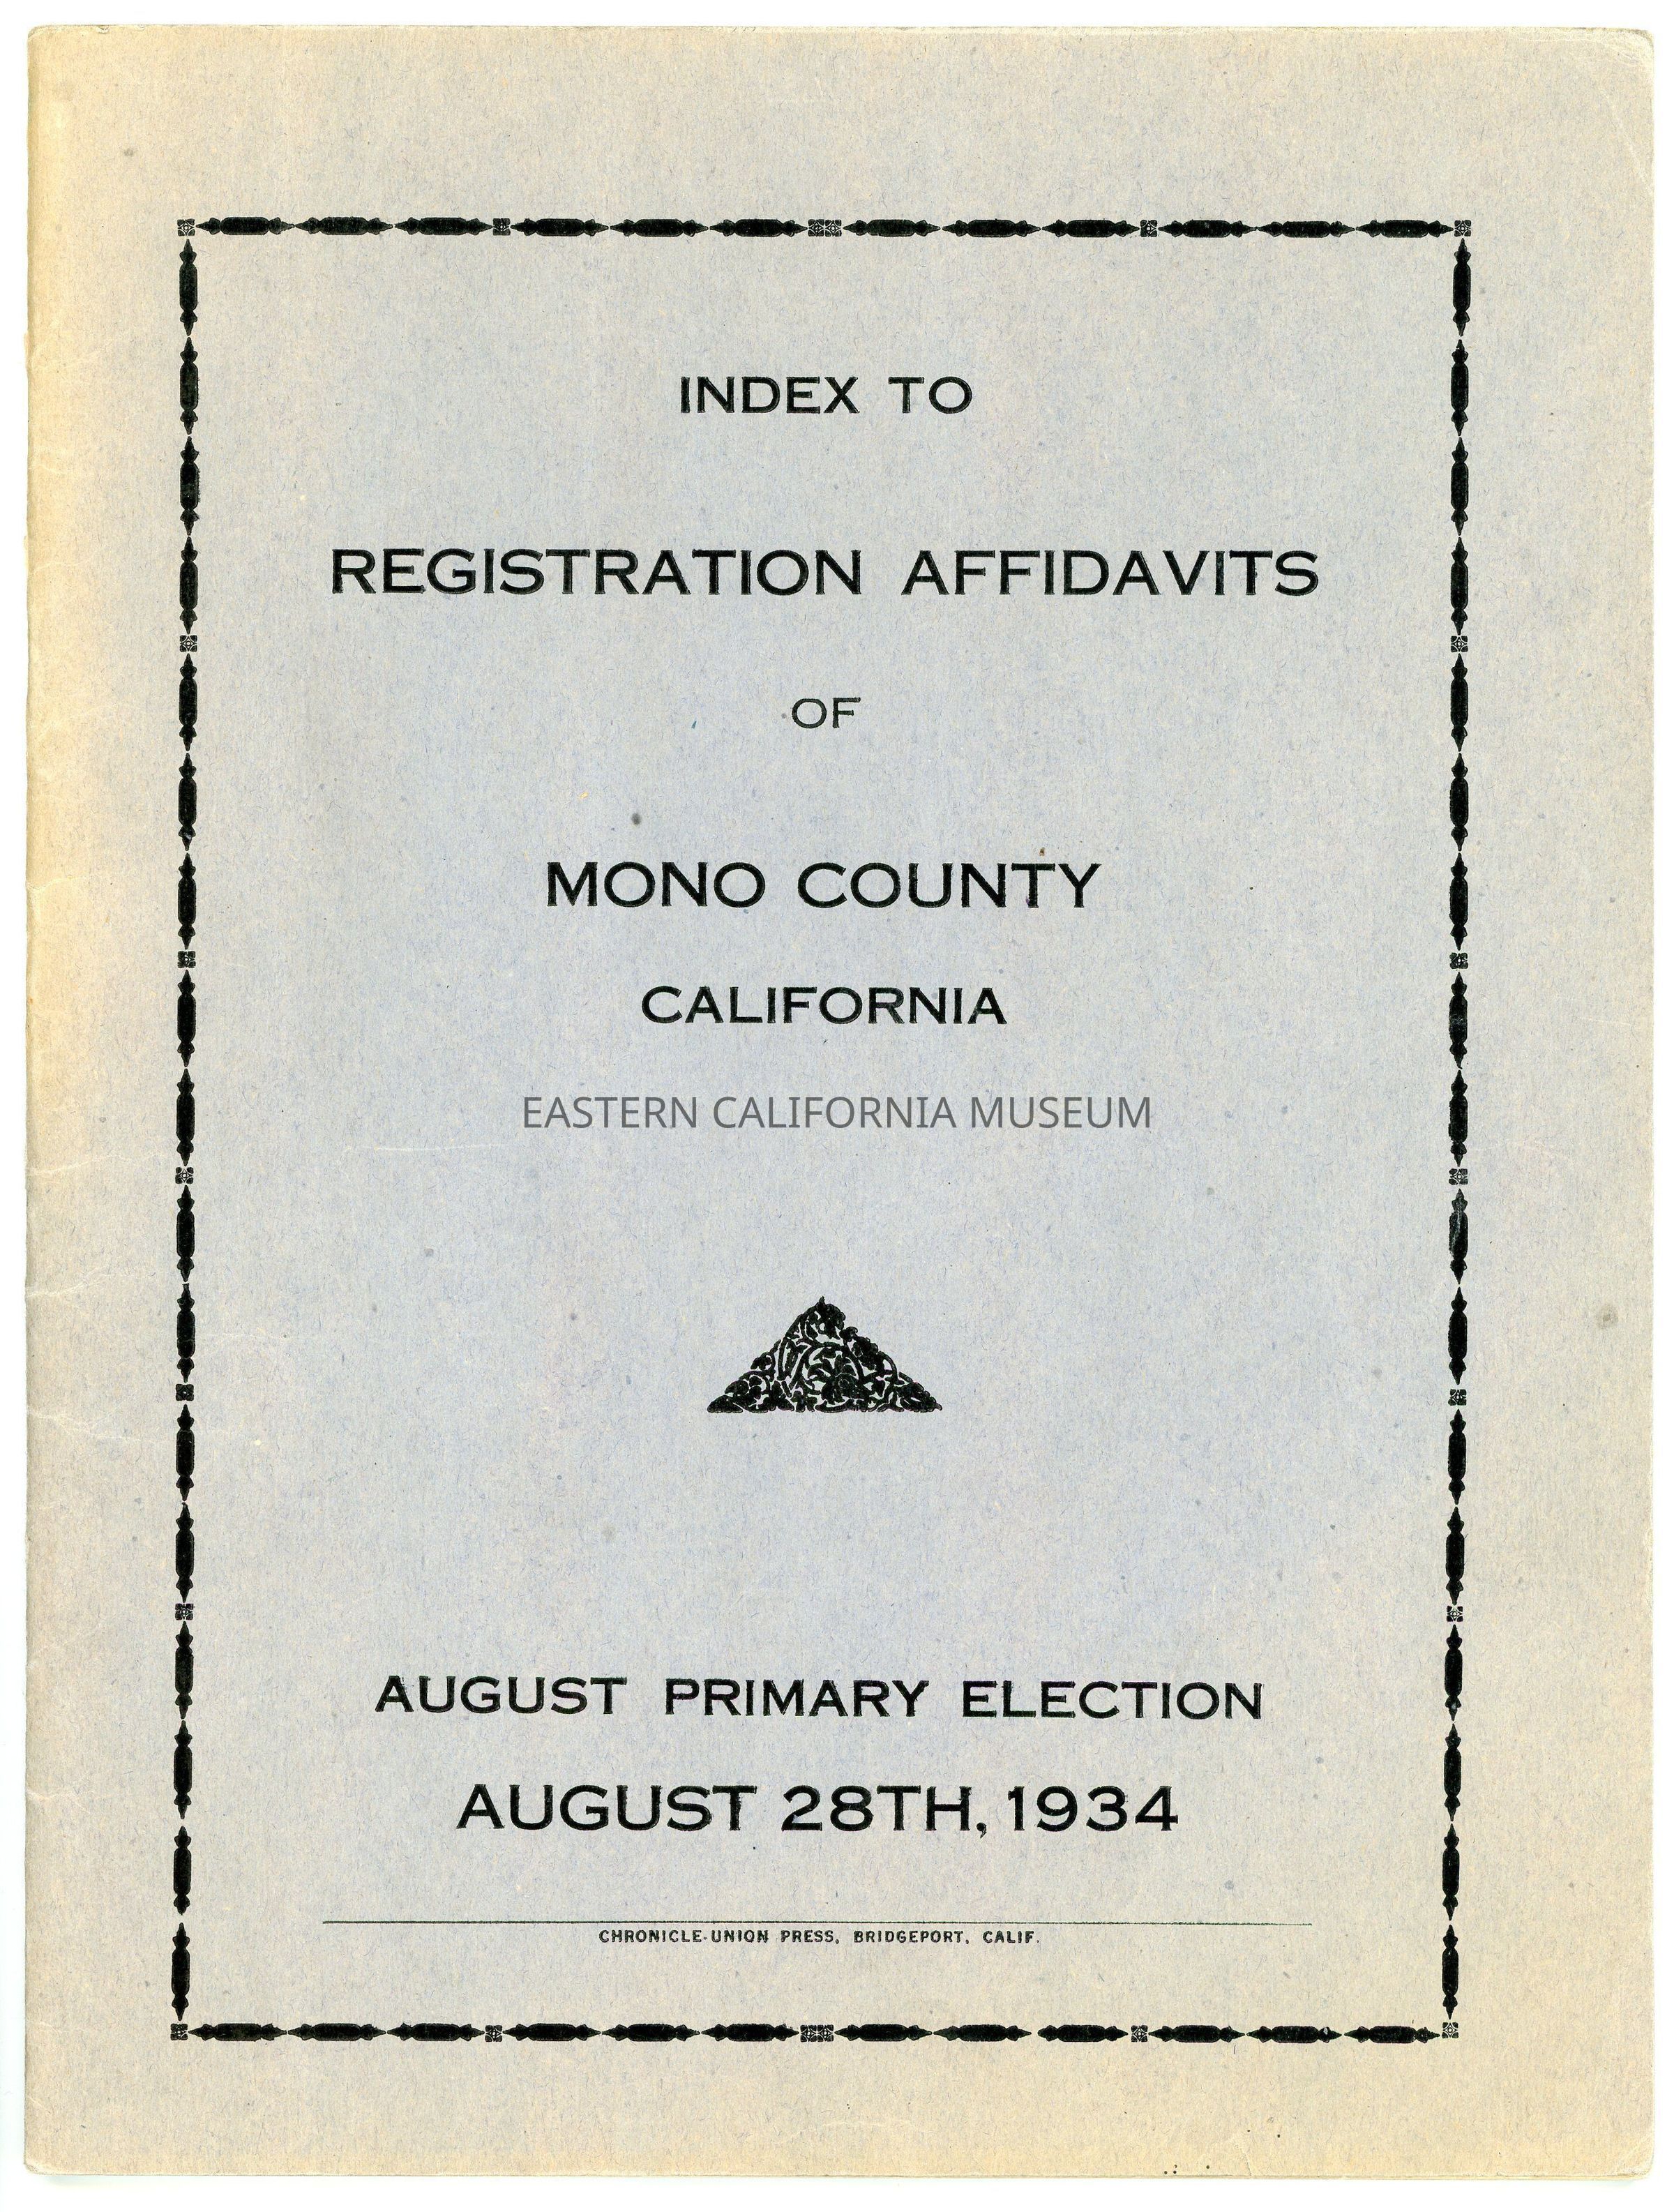 INDEX TO
REGISTRATION AFFIDAVITS
OF
MONO COUNTY
CALIFORNIA
EASTERN CALIFORNIA MUSEUM
AUGUST PRIMARY ELECTION
AUGUST 28TH, 1934
CHRONICLE-UNION PRESS, BRIDGEPORT, CALIF.